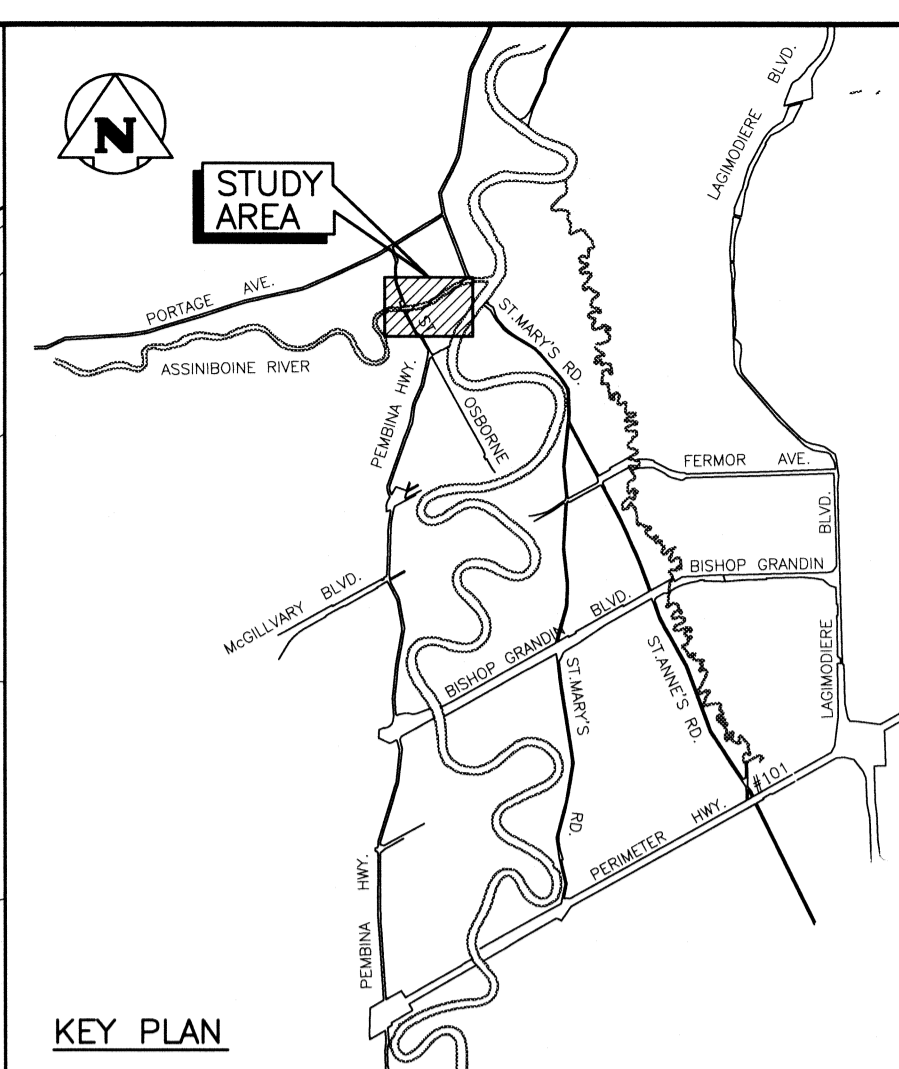 LAGIMODIERE BLVD.
N
STUDY
AREA
PORTAGE AVE.
ASSINIBOINE RIVER
ST.
OSBORNE
ST.MARY'S RD.
PEMBINA HWY.
FERMOR AVE.
BLVD.
LAGIMODIERE
BISHOP GRANDIN
McGILLVARY BLVD.
BISHOP GRANDIN BLVD.
ST.MARY'S
RD.
ST.ANNE'S RD.
#101
PERIMETER HWY.
PEMBINA HWY.
KEY PLAN